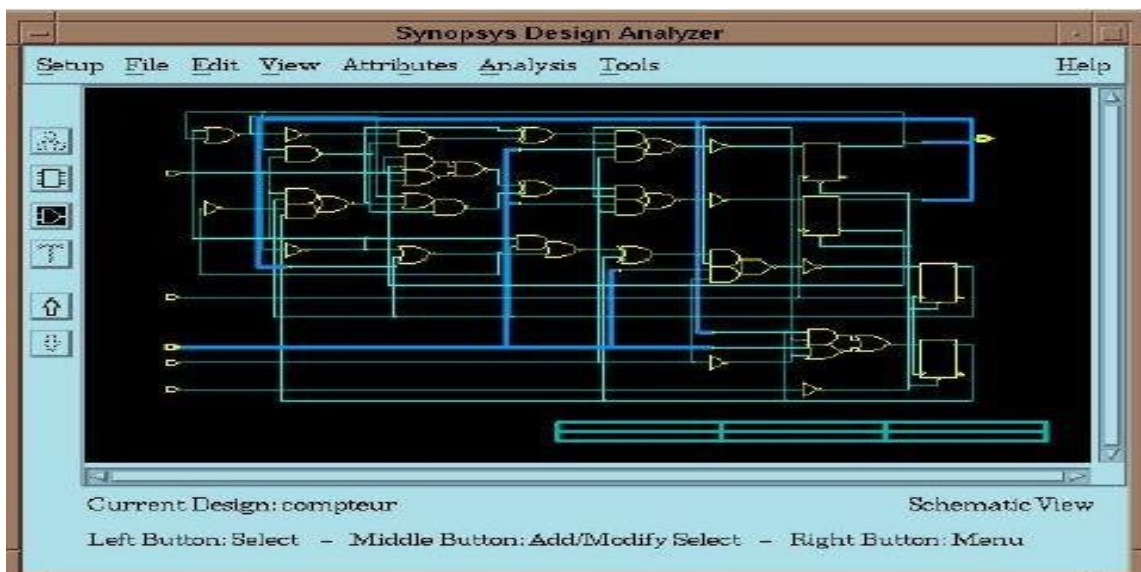 Synopsys Design Analyzer
Setup File Edit View Attributes Analysis Tools Help
Current Design: compteur Schematic View
Left Button: Select - Middle Button: Add/Modify Select - Right Button: Menu